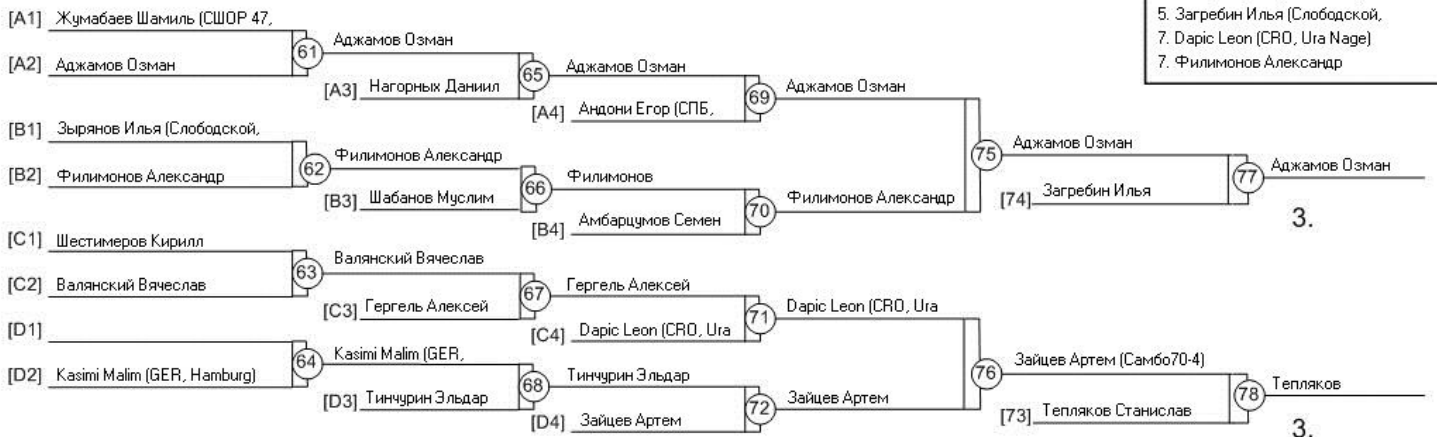 5. Загребин Илья (Слободской,
7. Dapic Leon (CRO, Ura Nage)
7. Филимонов Александр
[A1] Жумабаев Шамиль (СШОР 47,
61 Аджамов Озман
[A2] Аджамов Озман
65 Аджамов Озман
[A3] Нагорных Даниил
69 Аджамов Озман
[A4] Андони Егор (СПБ,
[B1] Зырянов Илья (Слободской,
75 Аджамов Озман
62 Филимонов Александр
77 Аджамов Озман
[B2] Филимонов Александр
66 Филимонов
[B3] Шабанов Муслим
[74] Загребин Илья
70 Филимонов Александр
[B4] Амбарцумов Семен
3.
[C1] Шестимеров Кирилл
63 Валянский Вячеслав
[C2] Валянский Вячеслав
67 Гергель Алексей
[C3] Гергель Алексей
71 Dapic Leon (CRO, Ura
[C4] Dapic Leon (CRO, Ura
[D1]
64 Kasimi Malim (GER,
76 Зайцев Артем (Самбо70-4)
[D2] Kasimi Malim (GER, Hamburg)
68 Тинчурин Эльдар
78 Тепляков
[D3] Тинчурин Эльдар
72 Зайцев Артем
[73] Тепляков Станислав
[D4] Зайцев Артем
3.